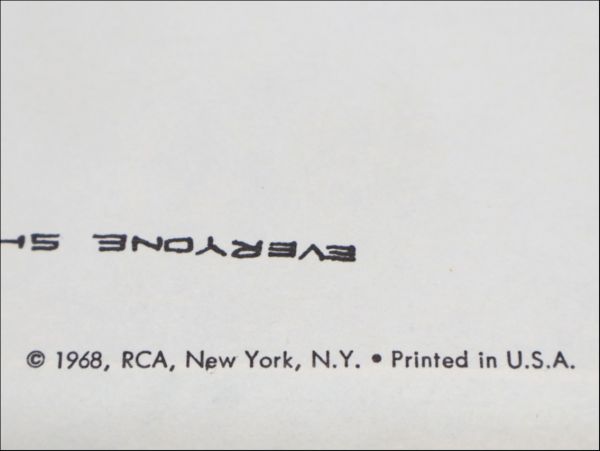 EVERYONE
© 1968, RCA, New York, N.Y. • Printed in U.S.A.